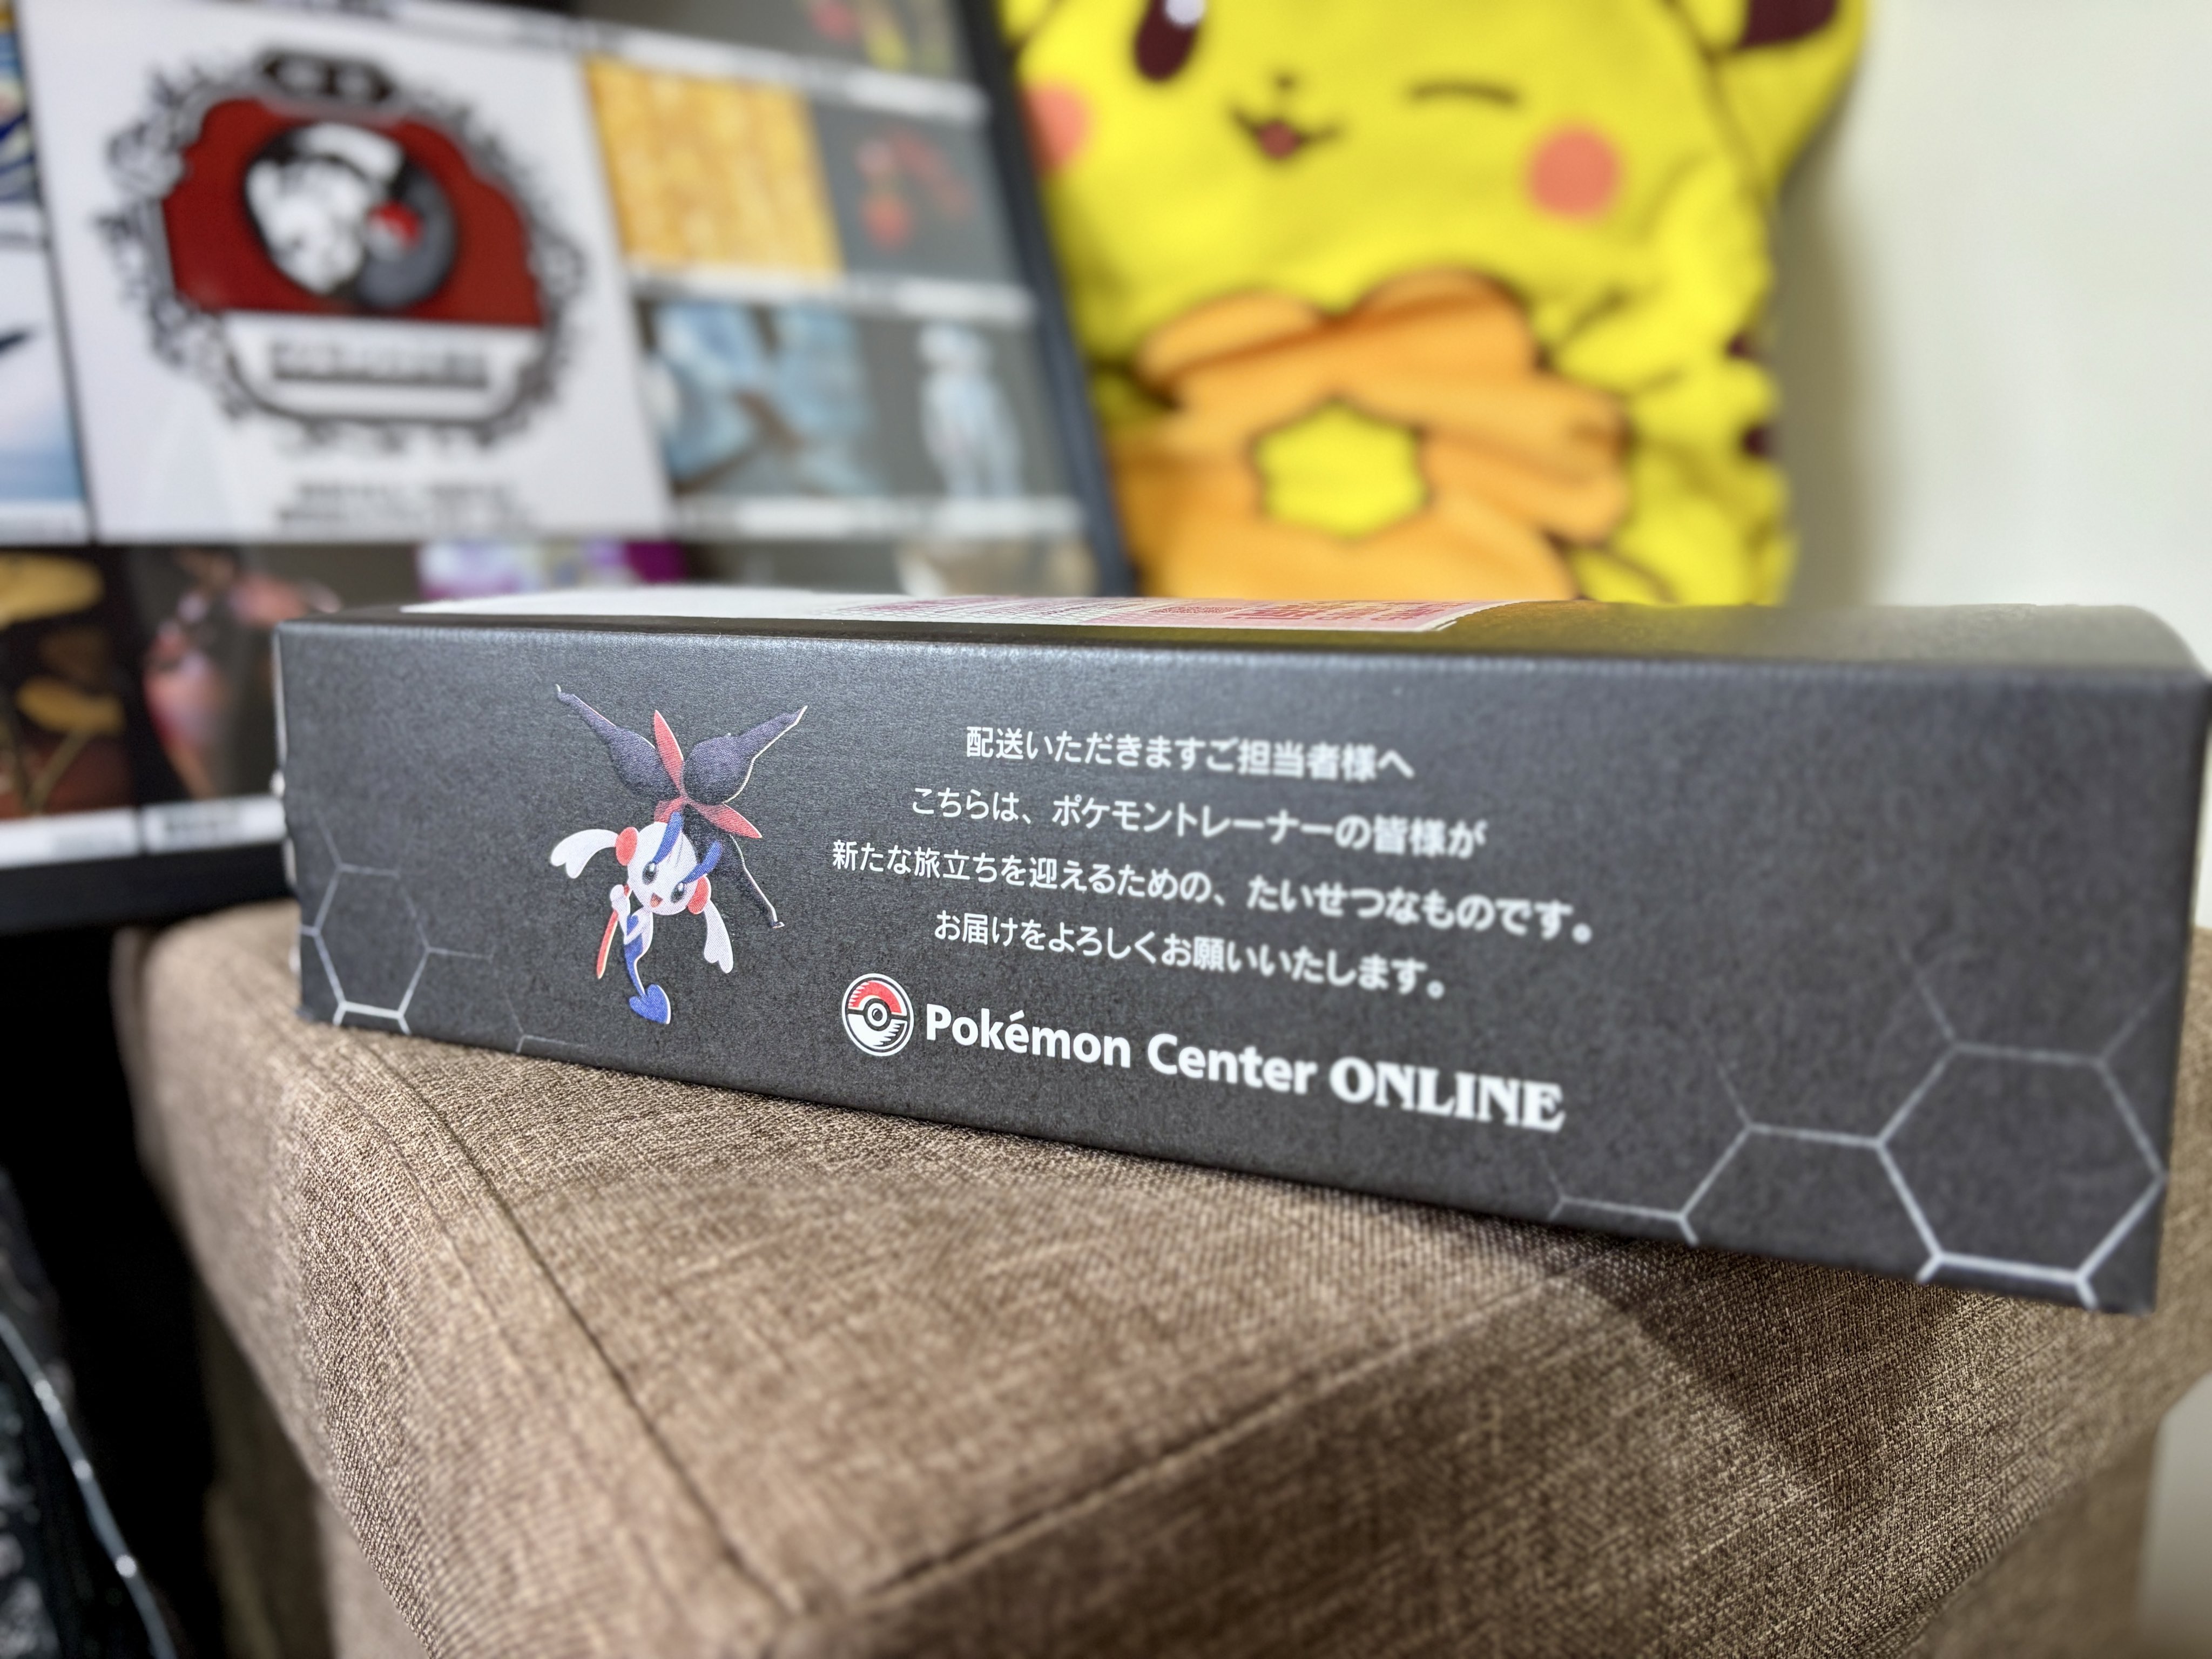 配送いただきますご担当者様へ
こちらは、ポケモントレーナーの皆様が
新たな旅立ちを迎えるための、たいせつなものです。
お届けをよろしくお願いいたします。
Pokémon Center ONLINE